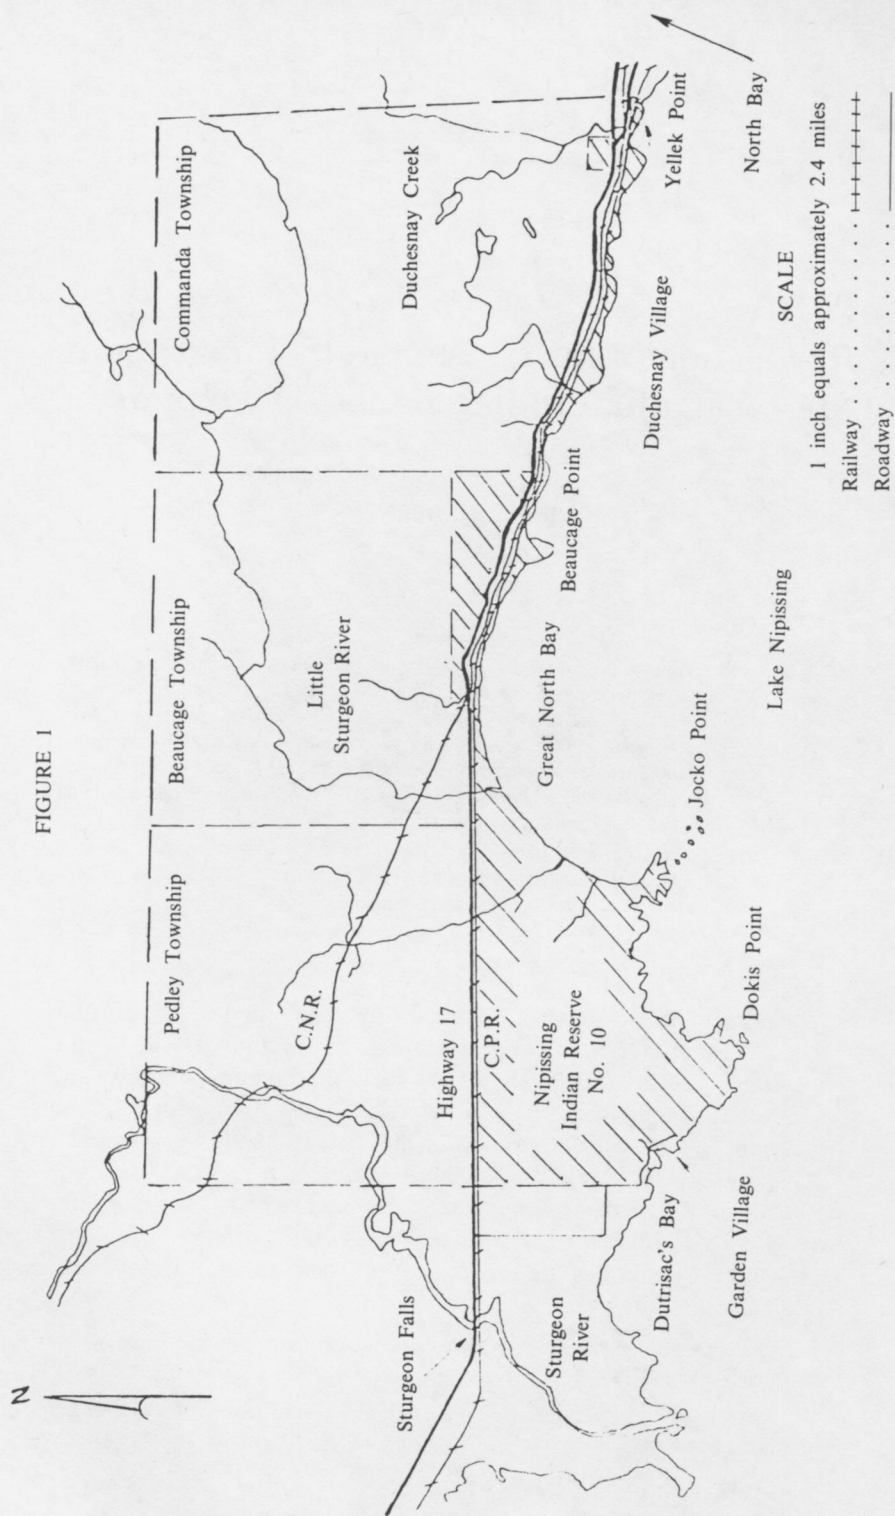 FIGURE 1
N
Pedley Township
Beaucage Township
Commanda Township
C.N.R.
Little
Sturgeon River
Duchesnay Creek
Sturgeon Falls
Highway 17
C.P.R.
Nipissing
Indian Reserve
No. 10
Great North Bay
Beaucage Point
Sturgeon
River
Dutrisac's Bay
Garden Village
Dokis Point
Jocko Point
Lake Nipissing
Duchesnay Village
Yellek Point
North Bay
SCALE
1 inch equals approximately 2.4 miles
Railway . . . . . . . . . . .
Roadway . . . . . . . . . . .